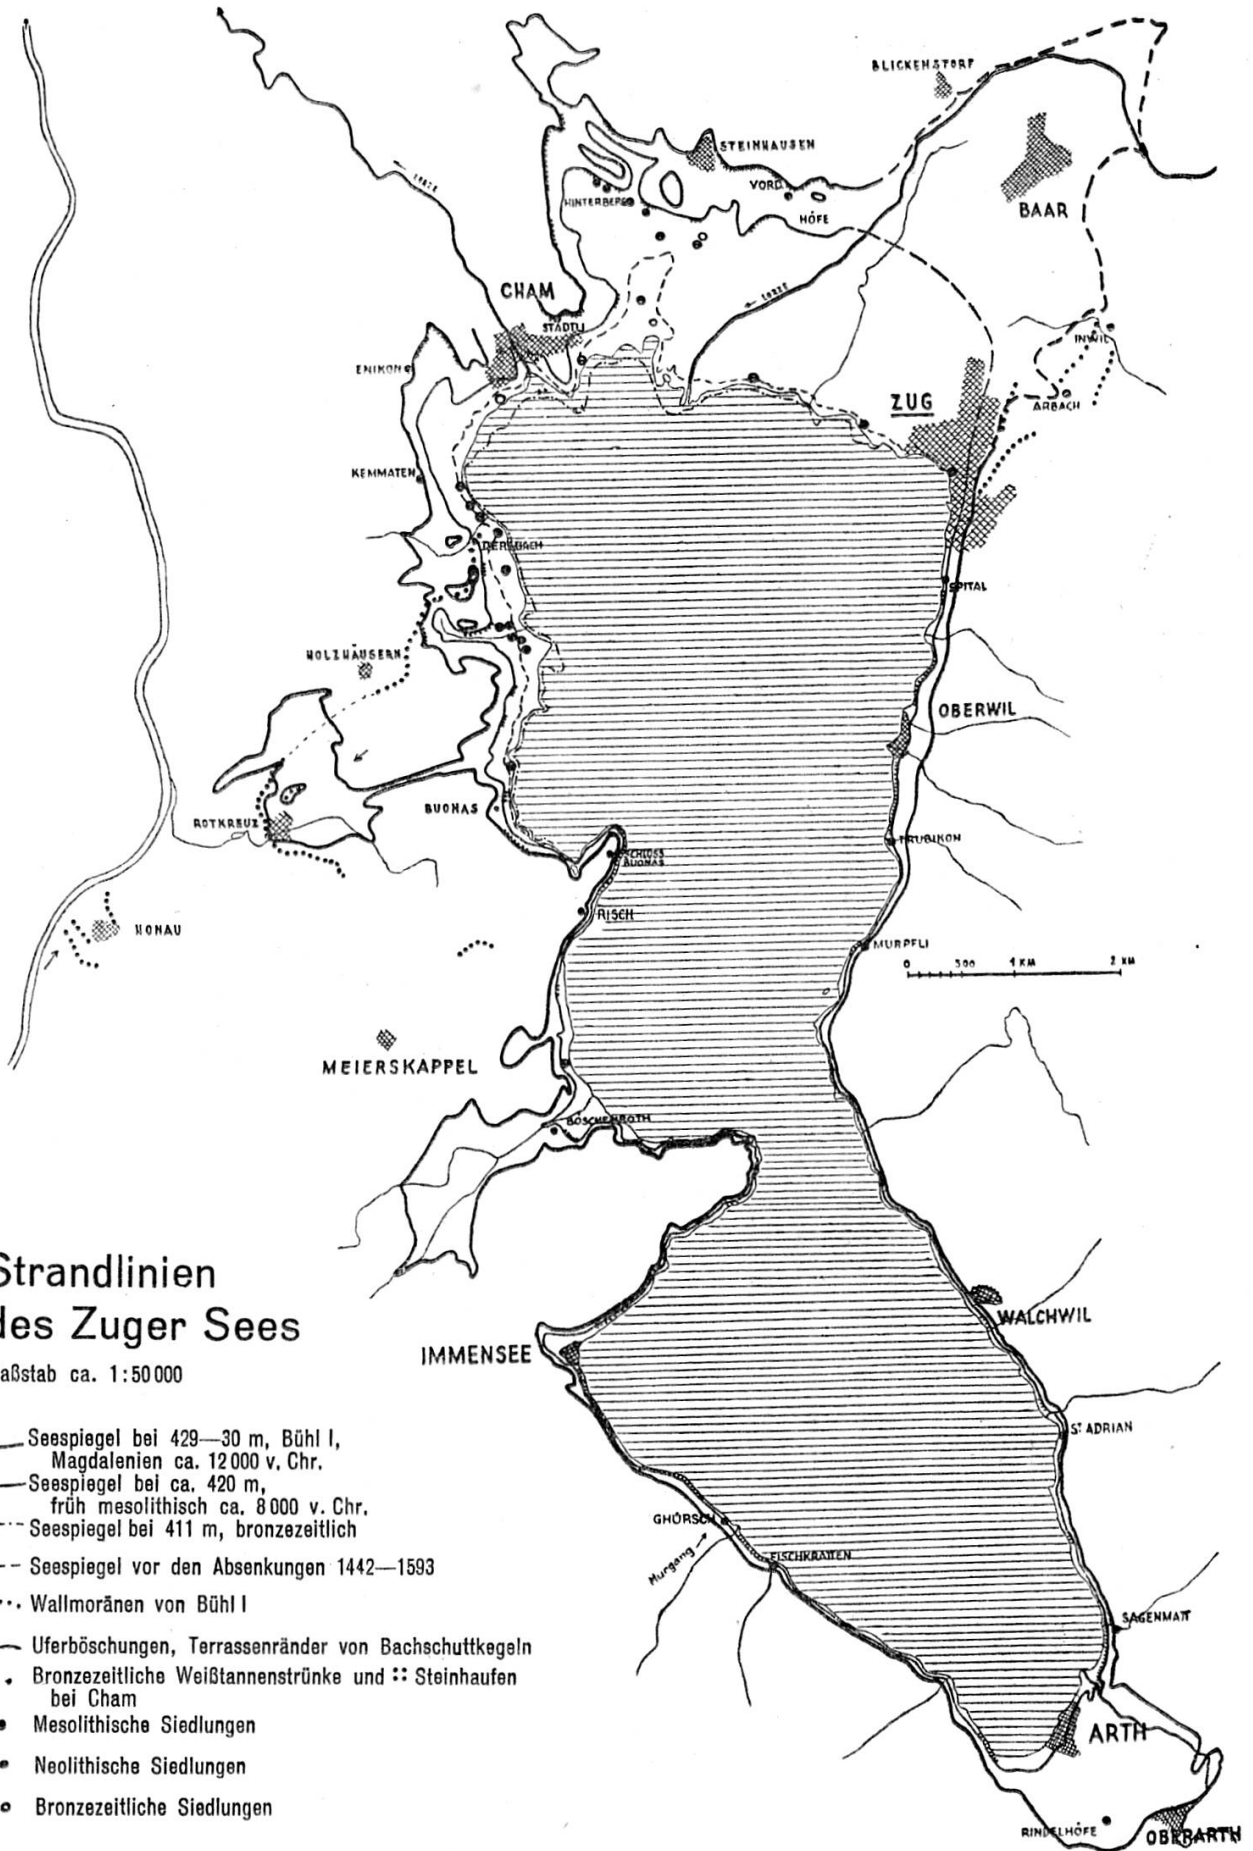 BLICKENSTORF
STEINHAUSEN
VORD.
HINTERBERG
HÖFE
BAAR
LORZE
CHAM
STÄDTLI
LORZE
INWIL
ENIKON
ZUG
ARBACH
KEMMATEN
DERSBACH
SPITAL
HOLZHÄUSERN
OBERWIL
BUONAS
ROTKREUZ
TRUBIKON
SCHLOSS
BUONAS
RISCH
HONAU
MURPFLI
0 500 1 KM 2 KM
MEIERSKAPPEL
BÖSCHENROTH
Strandlinien
des Zuger Sees
aßstab ca. 1:50000
WALCHWIL
IMMENSEE
ST ADRIAN
Seespiegel bei 429—30 m, Bühl I,
Magdalenien ca. 12000 v. Chr.
Seespiegel bei ca. 420 m,
früh mesolithisch ca. 8000 v. Chr.
Seespiegel bei 411 m, bronzezeitlich
Seespiegel vor den Absenkungen 1442—1593
Wallmoränen von Bühl I
Uferböschungen, Terrassenränder von Bachschuttkegeln
Bronzezeitliche Weißtannenstrünke und :: Steinhaufen
bei Cham
Mesolithische Siedlungen
Neolithische Siedlungen
Bronzezeitliche Siedlungen
GHÜRSCH
Murgang
FISCHKRATTEN
SAGENMATT
ARTH
RINDELHÖFE
OBERARTH